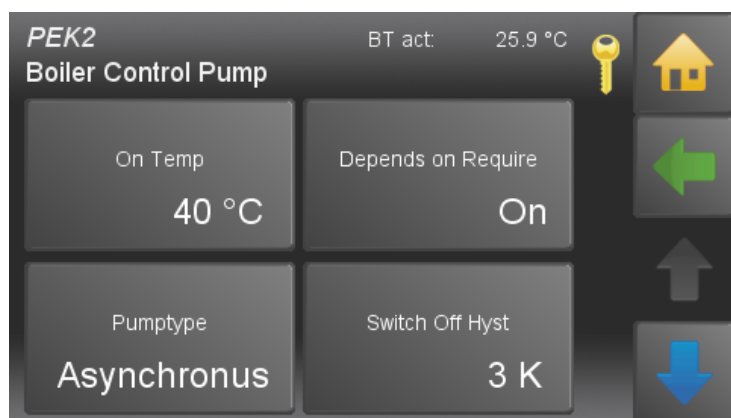 PEK2
BT act: 25.9 °C
Boiler Control Pump
On Temp
40 °C
Depends on Require
On
Pumptype
Asynchronus
Switch Off Hyst
3 K